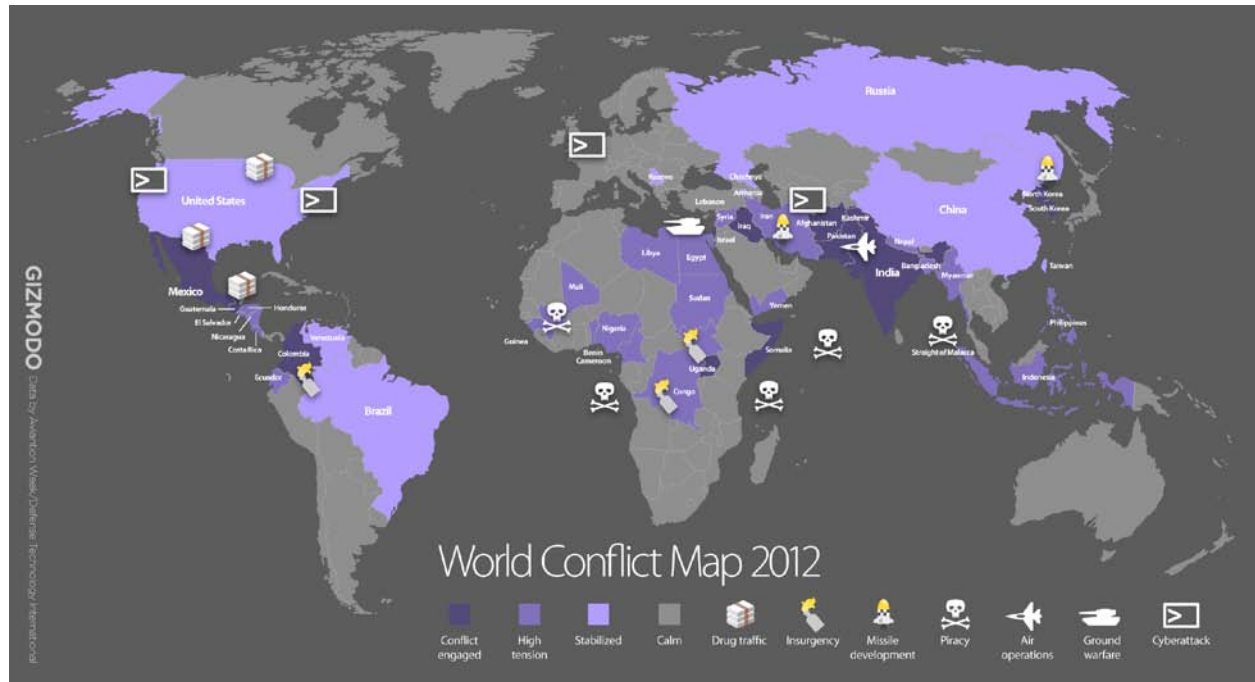 Russia
United States
Kosovo
Chechnya
Armenia
North Korea
South Korea
Lebanon
Syria
Iraq
Iran
Afghanistan
Kashmir
Pakistan
China
Israel
Nepal
India
Bangladesh
Myanmar
Taiwan
Libya
Egypt
Mexico
Guatemala
Honduras
El Salvador
Nicaragua
Costa Rica
Mali
Sudan
Yemen
Philippines
Guinea
Nigeria
Venezuela
Colombia
Benin
Cameroon
Somalia
Straight of Malacca
Ecuador
Uganda
Congo
Indonesia
Brazil
GIZMODO Data by Aviantion Week/Defense Technology International
World Conflict Map 2012
Conflict
engaged
High
tension
Stabilized
Calm
Drug traffic
Insurgency
Missile
development
Piracy
Air
operations
Ground
warfare
Cyberattack